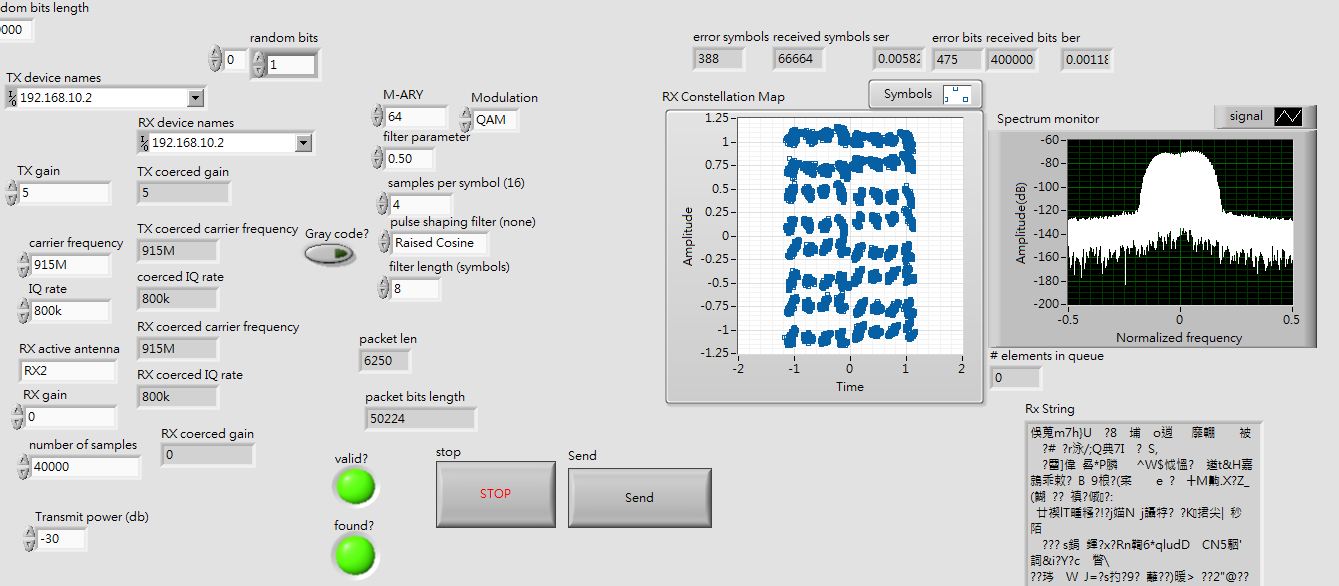 dom bits length
000
random bits
0
1
TX device names
192.168.10.2
RX device names
192.168.10.2
TX gain
5
TX coerced gain
5
carrier frequency
915M
TX coerced carrier frequency
915M
IQ rate
800k
coerced IQ rate
800k
RX coerced carrier frequency
915M
RX active antenna
RX2
RX coerced IQ rate
800k
RX gain
0
RX coerced gain
0
number of samples
40000
Transmit power (db)
-30
M-ARY
64
Modulation
QAM
filter parameter
0.50
samples per symbol (16)
4
pulse shaping filter (none)
Raised Cosine
Gray code?
filter length (symbols)
8
packet len
6250
packet bits length
50224
valid?
found?
stop
STOP
Send
Send
error symbols received symbols ser
388 66664 0.00582
error bits received bits ber
475 400000 0.00118
RX Constellation Map
Symbols
Amplitude
1.25
1
0.75
0.5
0.25
0
-0.25
-0.5
-0.75
-1
-1.25
-2 -1 0 1 2
Time
Spectrum monitor
signal
Amplitude(dB)
-60
-80
-100
-120
-140
-160
-180
-200
-0.5 0 0.5
Normalized frequency
# elements in queue
0
Rx String